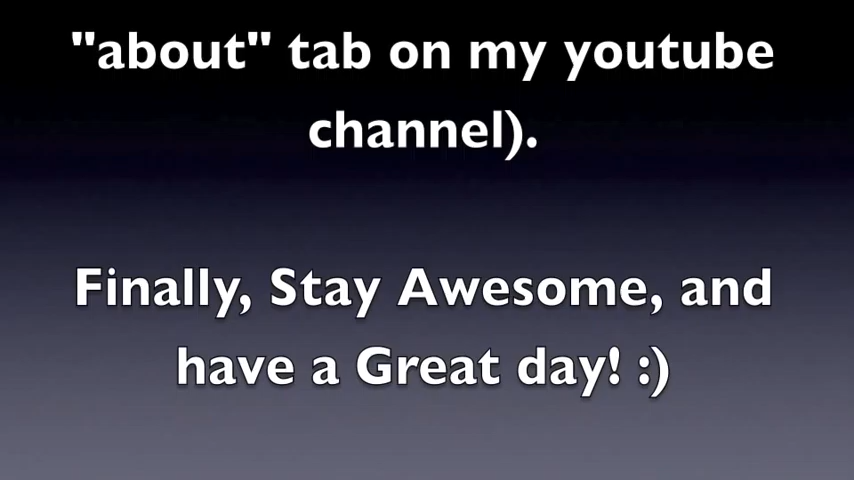 "about" tab on my youtube
channel).
Finally, Stay Awesome, and
have a Great day! :)